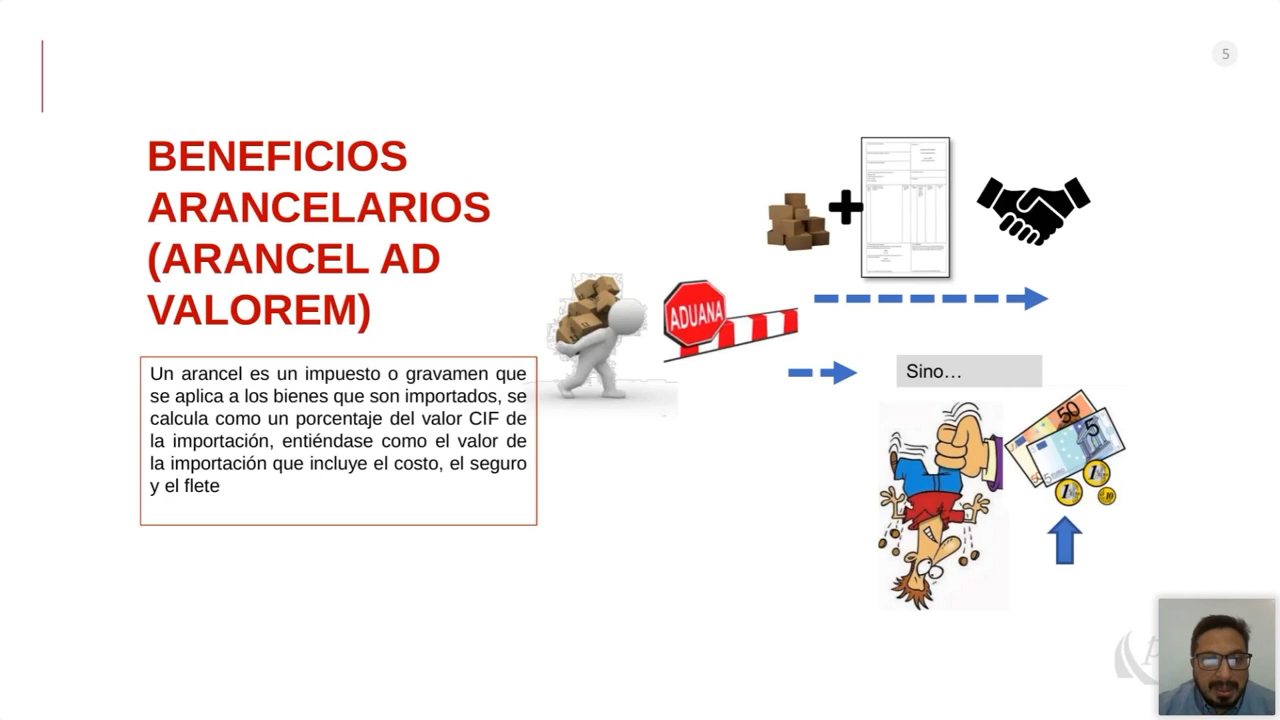 5
BENEFICIOS
ARANCELARIOS
(ARANCEL AD
VALOREM)
Un arancel es un impuesto o gravamen que
se aplica a los bienes que son importados, se
calcula como un porcentaje del valor CIF de
la importación, entiéndase como el valor de
la importación que incluye el costo, el seguro
y el flete
ADUANA
Sino…
50
5